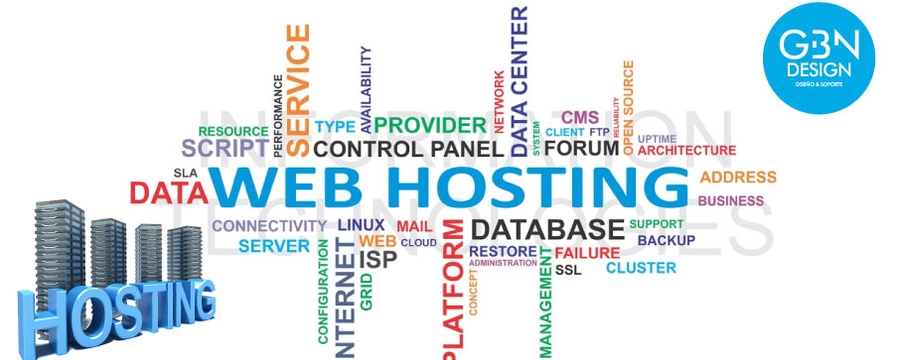 GBN
DESIGN
DISEÑO & SOPORTE
INFORMATION
TECHNOLOGIES
SERVICE
PERFORMANCE
AVAILABILITY
NETWORK
DATA CENTER
SYSTEM
RELIABILITY
OPEN SOURCE
RESOURCE
TYPE
PROVIDER
CMS
CLIENT
FTP
UPTIME
SCRIPT
CONTROL PANEL
FORUM
ARCHITECTURE
SLA
DATA
WEB HOSTING
ADDRESS
BUSINESS
CONNECTIVITY
LINUX
MAIL
DATABASE
SUPPORT
SERVER
WEB
CLOUD
RESTORE
FAILURE
BACKUP
ISP
ADMINISTRATION
SSL
CLUSTER
CONFIGURATION
NTERNET
GRID
PLATFORM
CONCEPT
MANAGEMENT
HOSTING